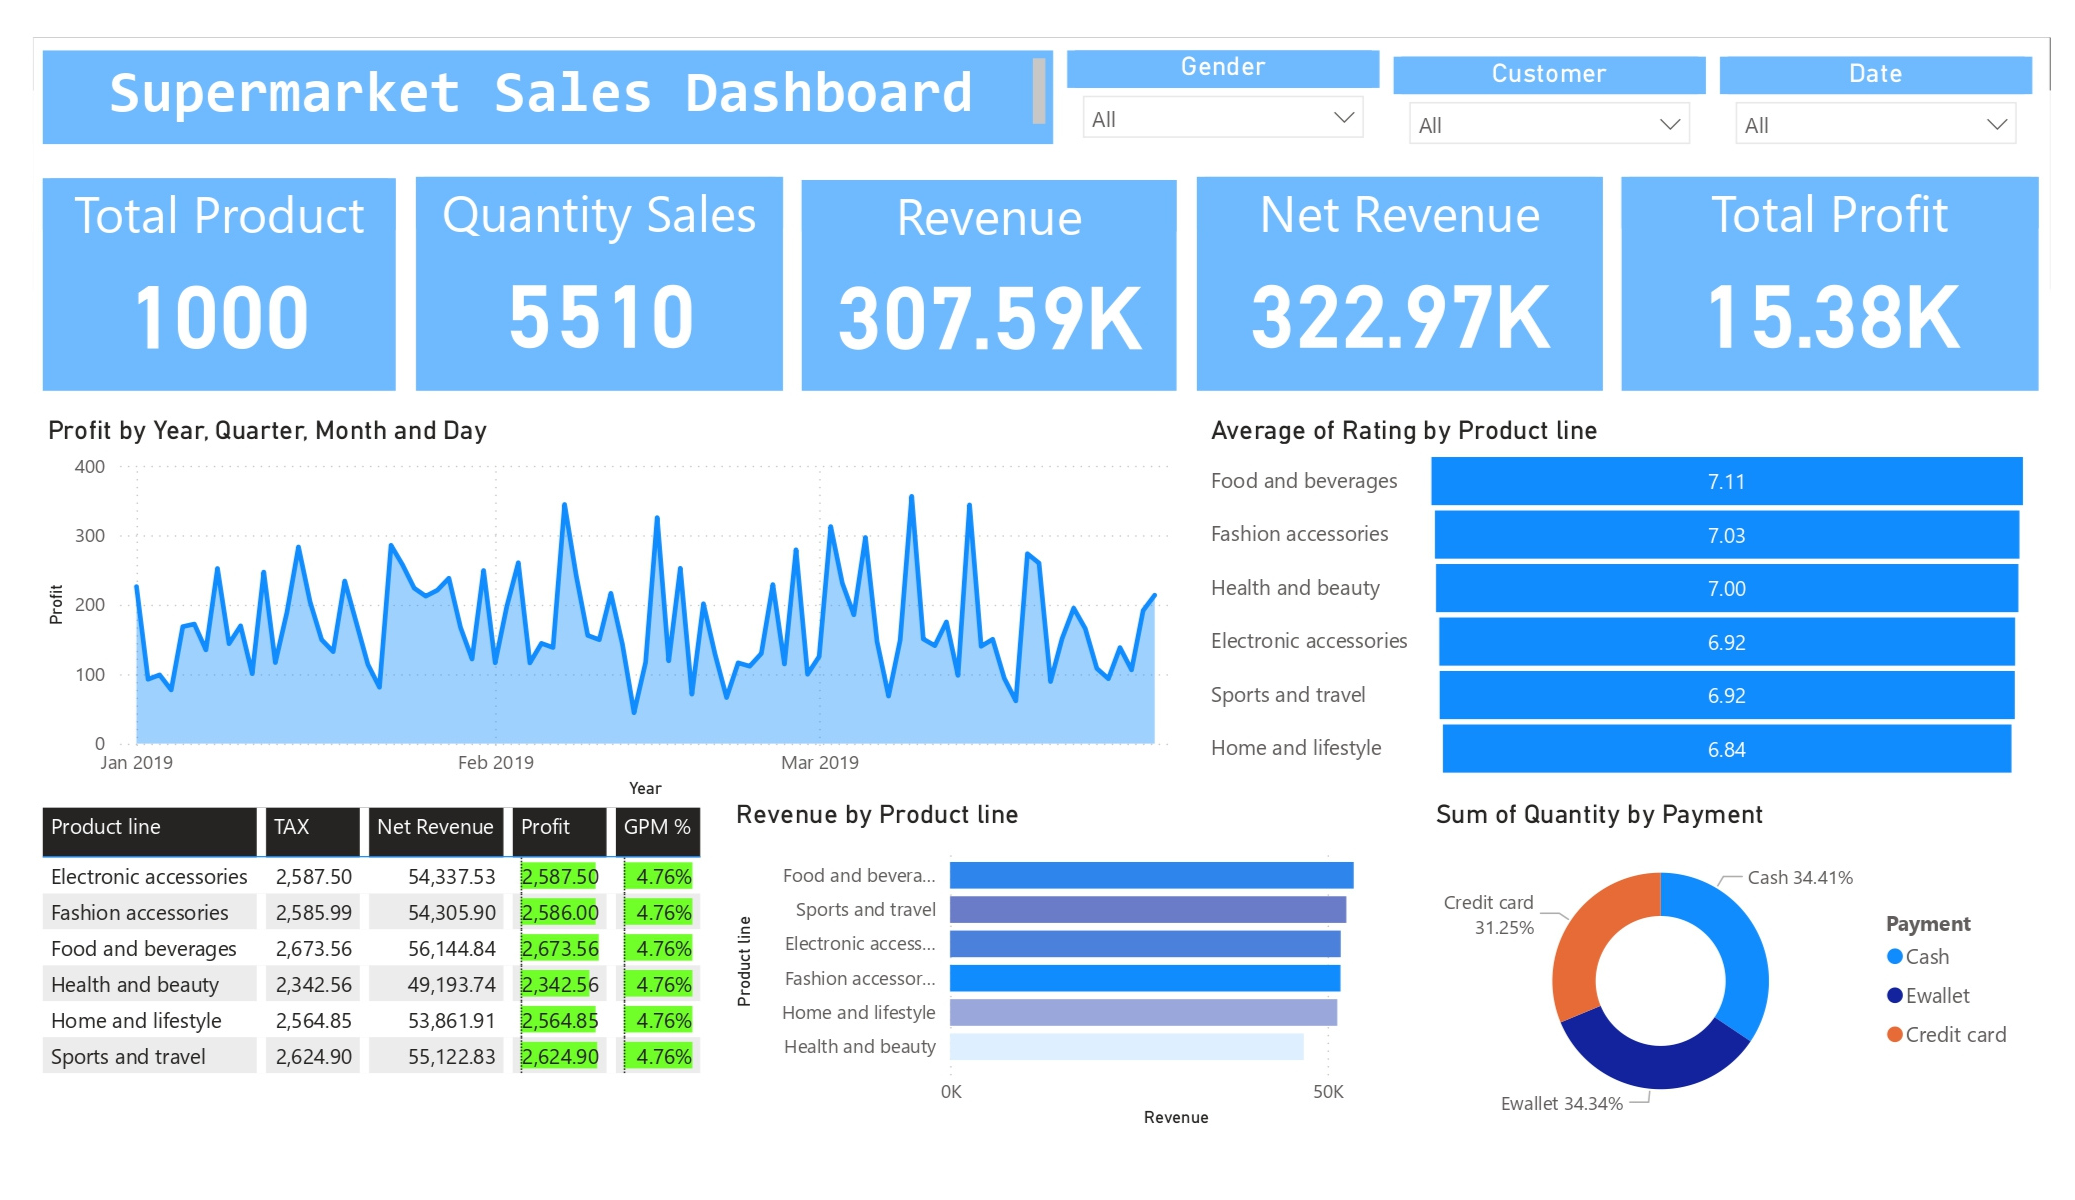 Supermarket Sales Dashboard
Gender
All
Customer
All
Date
All
Total Product
1000
Quantity Sales
5510
Revenue
307.59K
Net Revenue
322.97K
Total Profit
15.38K
Profit by Year, Quarter, Month and Day
Profit
400
300
200
100
0
Jan 2019 Feb 2019 Mar 2019
Year
Average of Rating by Product line
Food and beverages 7.11
Fashion accessories 7.03
Health and beauty 7.00
Electronic accessories 6.92
Sports and travel 6.92
Home and lifestyle 6.84
Product line TAX Net Revenue Profit GPM %
Electronic accessories 2,587.50 54,337.53 2,587.50 4.76%
Fashion accessories 2,585.99 54,305.90 2,586.00 4.76%
Food and beverages 2,673.56 56,144.84 2,673.56 4.76%
Health and beauty 2,342.56 49,193.74 2,342.56 4.76%
Home and lifestyle 2,564.85 53,861.91 2,564.85 4.76%
Sports and travel 2,624.90 55,122.83 2,624.90 4.76%
Revenue by Product line
Product line
Food and bevera...
Sports and travel
Electronic access...
Fashion accessor...
Home and lifestyle
Health and beauty
0K 50K
Revenue
Sum of Quantity by Payment
Cash 34.41%
Credit card
31.25%
Ewallet 34.34%
Payment
Cash
Ewallet
Credit card